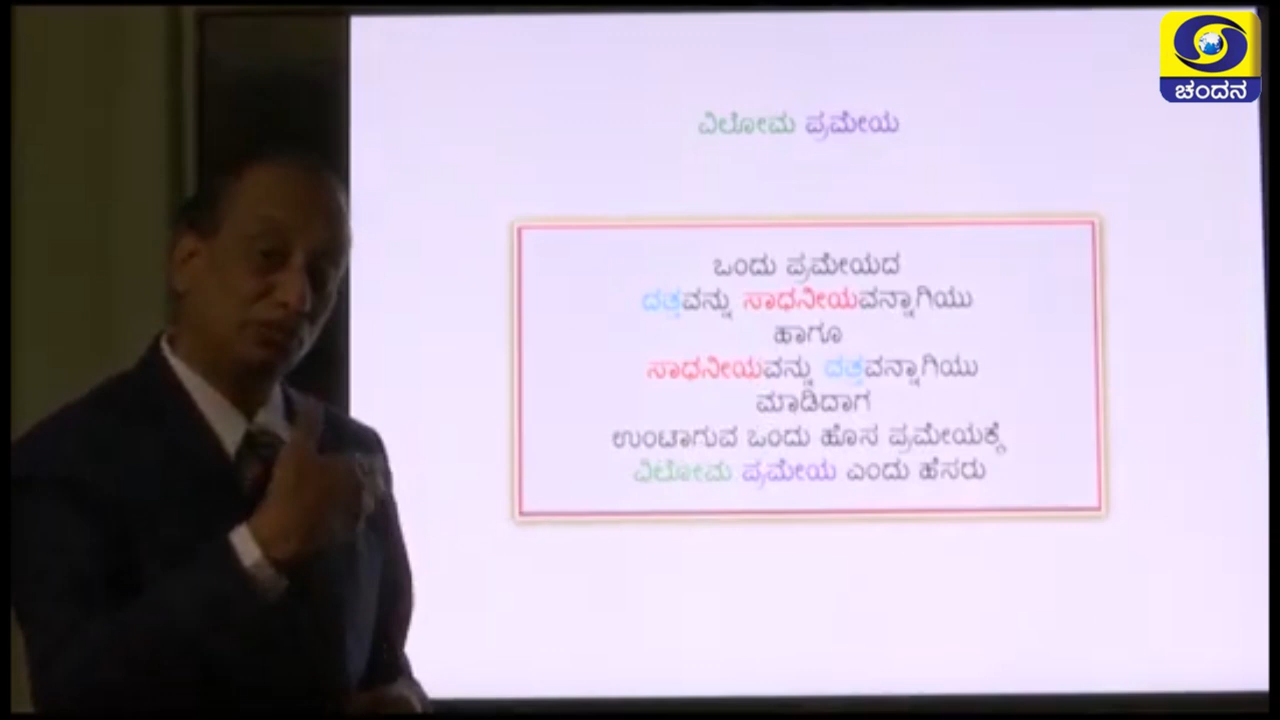 ಚಂದನ
ವಿಲೋಮ ಪ್ರಮೇಯ
ಒಂದು ಪ್ರಮೇಯದ
ದತ್ತವನ್ನು ಸಾಧನೀಯವನ್ನಾಗಿಯು
ಹಾಗೂ
ಸಾಧನೀಯವನ್ನು ದತ್ತವನ್ನಾಗಿಯು
ಮಾಡಿದಾಗ
ಉಂಟಾಗುವ ಒಂದು ಹೊಸ ಪ್ರಮೇಯಕ್ಕೆ
ವಿಲೋಮ ಪ್ರಮೇಯ ಎಂದು ಹೆಸರು